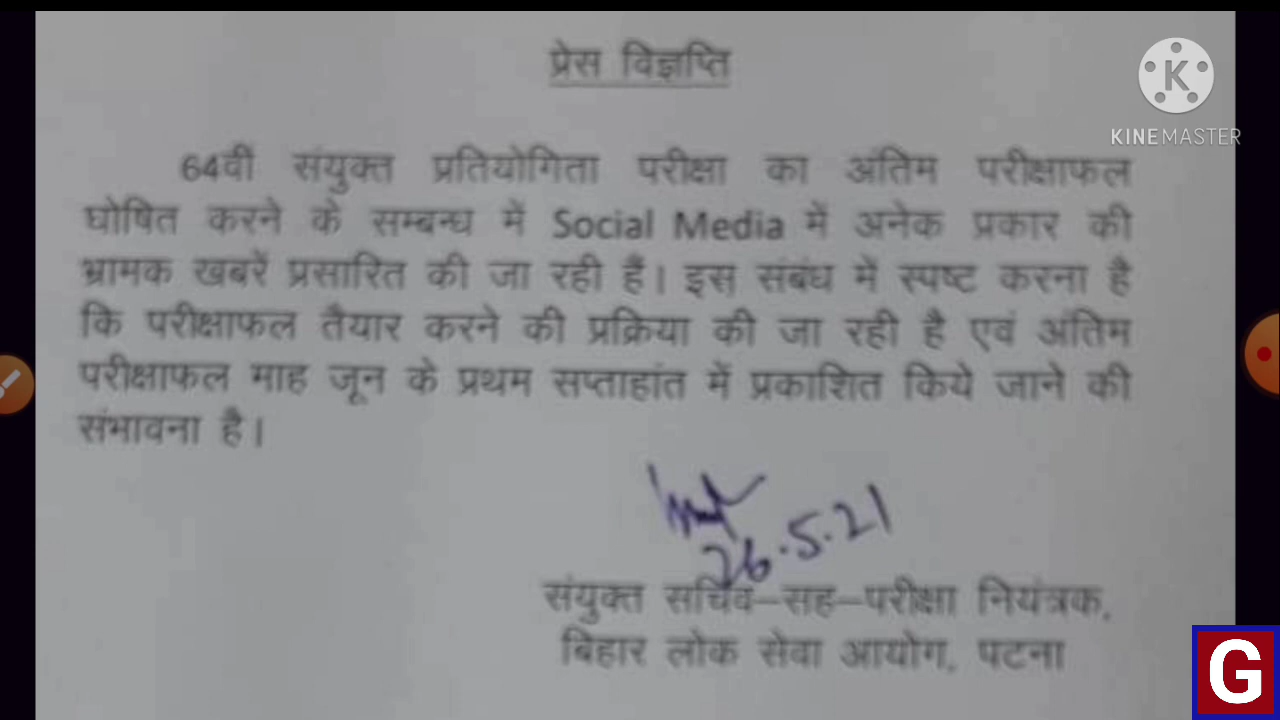 प्रेस विज्ञप्ति
KINEMASTER
64वीं संयुक्त प्रतियोगिता परीक्षा का अंतिम परीक्षाफल
घोषित करने के सम्बन्ध में Social Media में अनेक प्रकार की
भ्रामक खबरें प्रसारित की जा रही हैं। इस संबंध में स्पष्ट करना है
कि परीक्षाफल तैयार करने की प्रक्रिया की जा रही है एवं अंतिम
परीक्षाफल माह जून के प्रथम सप्ताहांत में प्रकाशित किये जाने की
संभावना है।
26.5.21
संयुक्त सचिव–सह–परीक्षा नियंत्रक,
बिहार लोक सेवा आयोग, पटना
G